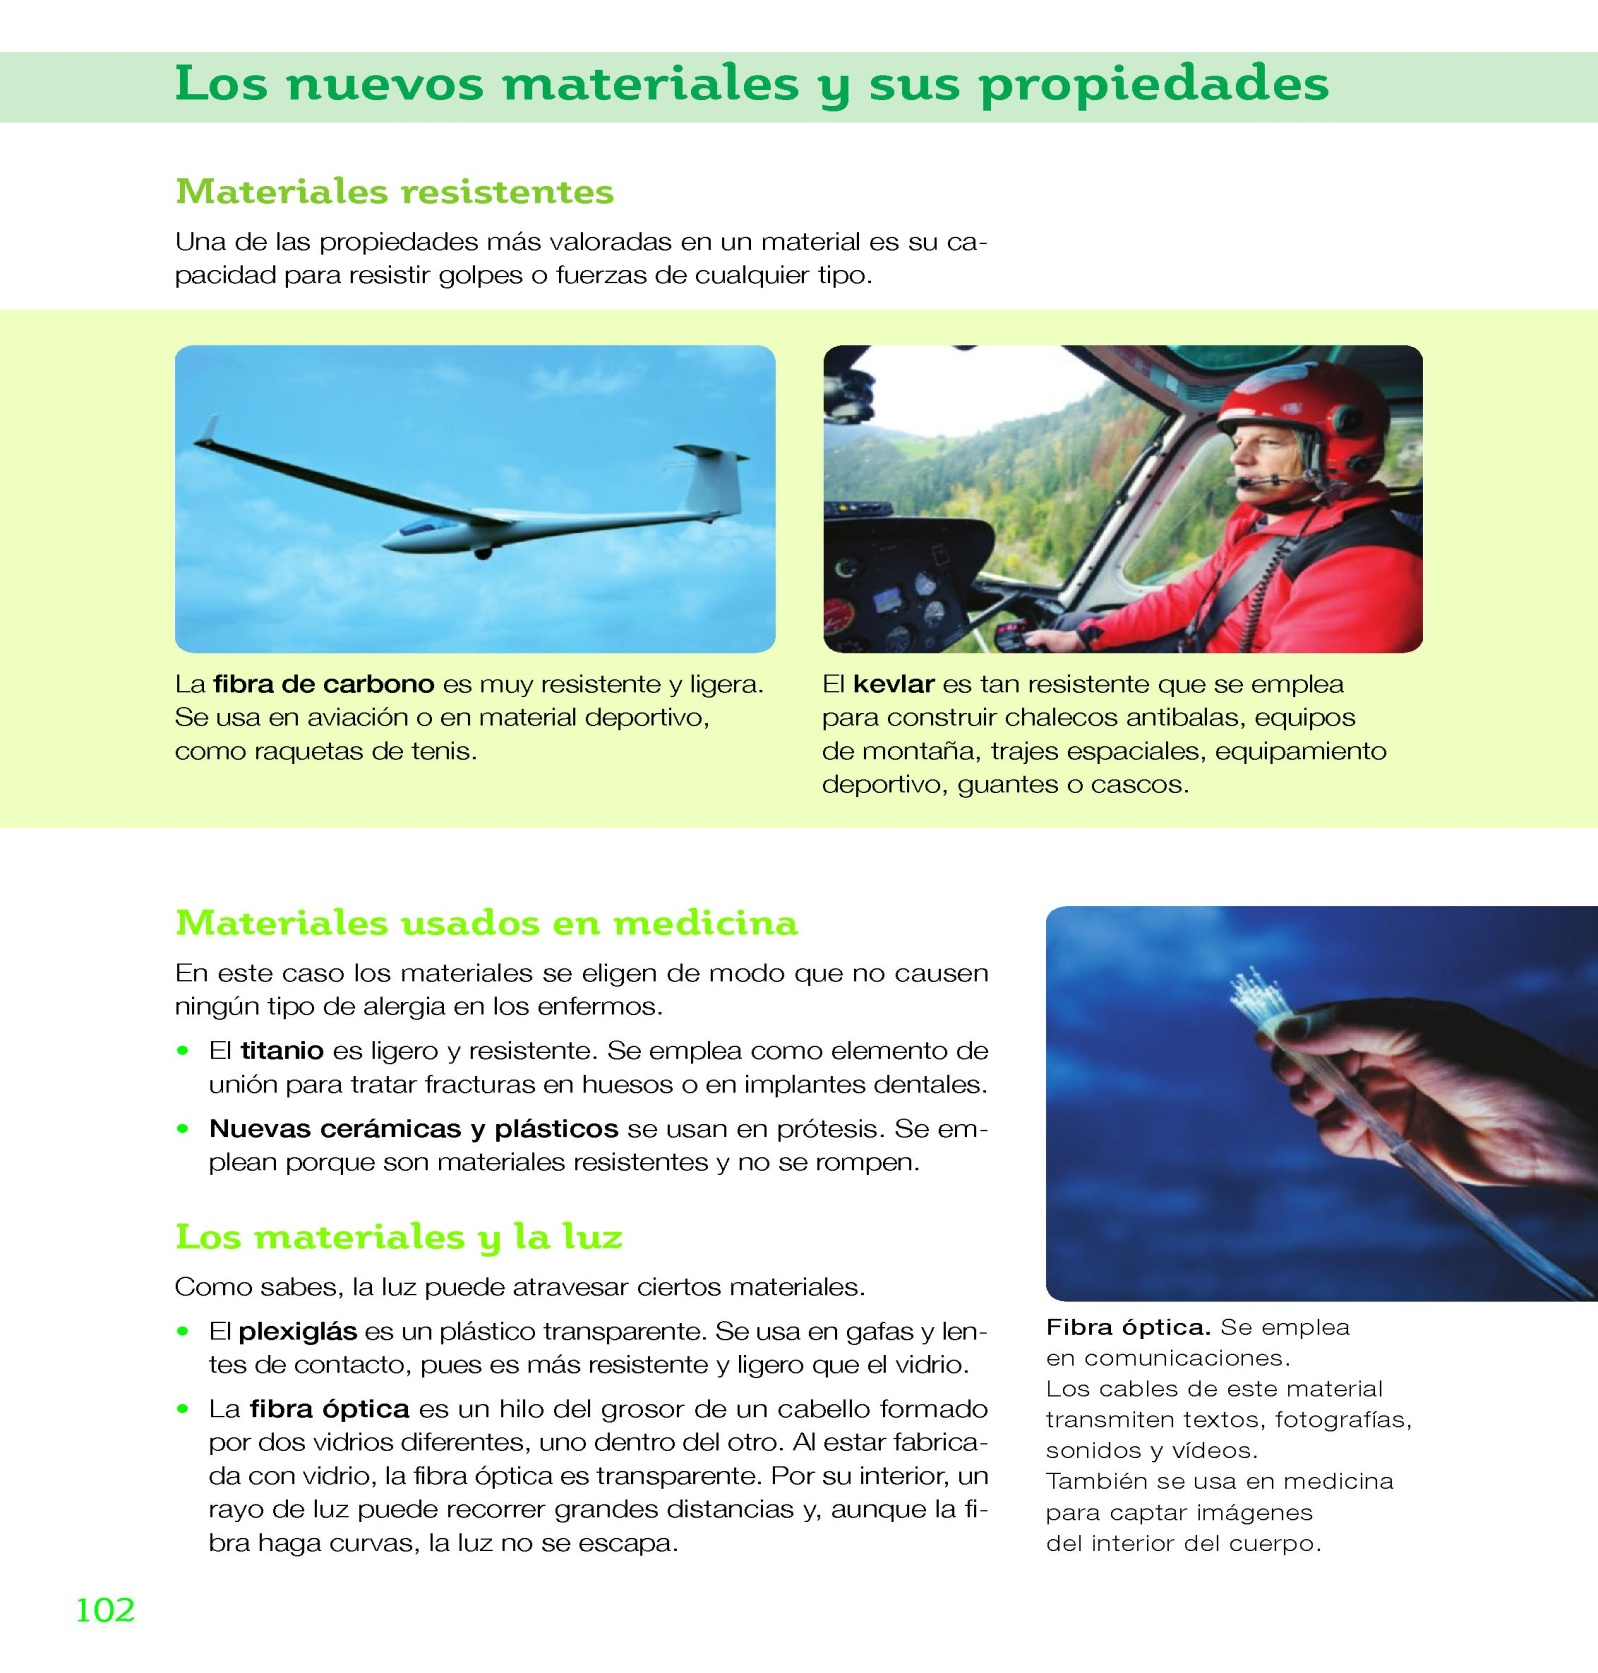 Los nuevos materiales y sus propiedades
Materiales resistentes
Una de las propiedades más valoradas en un material es su ca-
pacidad para resistir golpes o fuerzas de cualquier tipo.
La fibra de carbono es muy resistente y ligera.
Se usa en aviación o en material deportivo,
como raquetas de tenis.
El kevlar es tan resistente que se emplea
para construir chalecos antibalas, equipos
de montaña, trajes espaciales, equipamiento
deportivo, guantes o cascos.
Materiales usados en medicina
En este caso los materiales se eligen de modo que no causen
ningún tipo de alergia en los enfermos.
• El titanio es ligero y resistente. Se emplea como elemento de
unión para tratar fracturas en huesos o en implantes dentales.
• Nuevas cerámicas y plásticos se usan en prótesis. Se em-
plean porque son materiales resistentes y no se rompen.
Los materiales y la luz
Como sabes, la luz puede atravesar ciertos materiales.
• El plexiglás es un plástico transparente. Se usa en gafas y len-
tes de contacto, pues es más resistente y ligero que el vidrio.
• La fibra óptica es un hilo del grosor de un cabello formado
por dos vidrios diferentes, uno dentro del otro. Al estar fabrica-
da con vidrio, la fibra óptica es transparente. Por su interior, un
rayo de luz puede recorrer grandes distancias y, aunque la fi-
bra haga curvas, la luz no se escapa.
Fibra óptica. Se emplea
en comunicaciones.
Los cables de este material
transmiten textos, fotografías,
sonidos y vídeos.
También se usa en medicina
para captar imágenes
del interior del cuerpo.
102